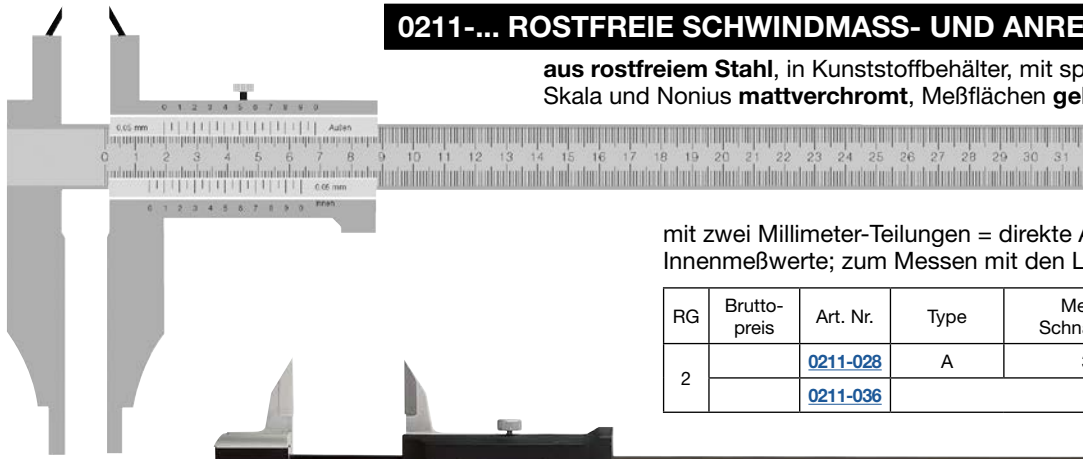 0211-... ROSTFREIE SCHWINDMASS- UND ANRE
aus rostfreiem Stahl, in Kunststoffbehälter, mit sp
Skala und Nonius mattverchromt, Meßflächen gel
0 1 2 3 4 5 6 7 8 9 0
0,05 mm Außen
0 1 2 3 4 5 6 7 8 9 10 11 12 13 14 15 16 17 18 19 20 21 22 23 24 25 26 27 28 29 30 31
0.05 mm
Innen
0 1 2 3 4 5 6 7 8 9 0
mit zwei Millimeter-Teilungen = direkte A
Innenmeßwerte; zum Messen mit den L
RG Brutto-preis Art. Nr. Type Me
Schna
2 0211-028 A
0211-036